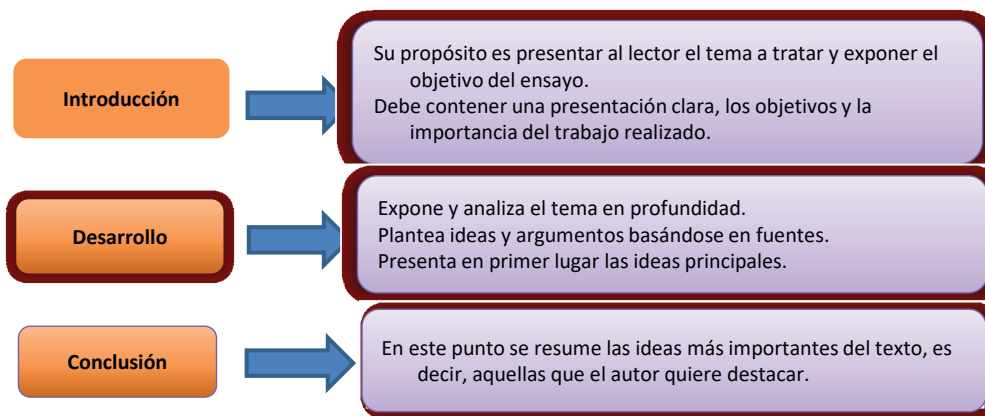 Introducción
Su propósito es presentar al lector el tema a tratar y exponer el
objetivo del ensayo.
Debe contener una presentación clara, los objetivos y la
importancia del trabajo realizado.
Desarrollo
Expone y analiza el tema en profundidad.
Plantea ideas y argumentos basándose en fuentes.
Presenta en primer lugar las ideas principales.
Conclusión
En este punto se resume las ideas más importantes del texto, es
decir, aquellas que el autor quiere destacar.